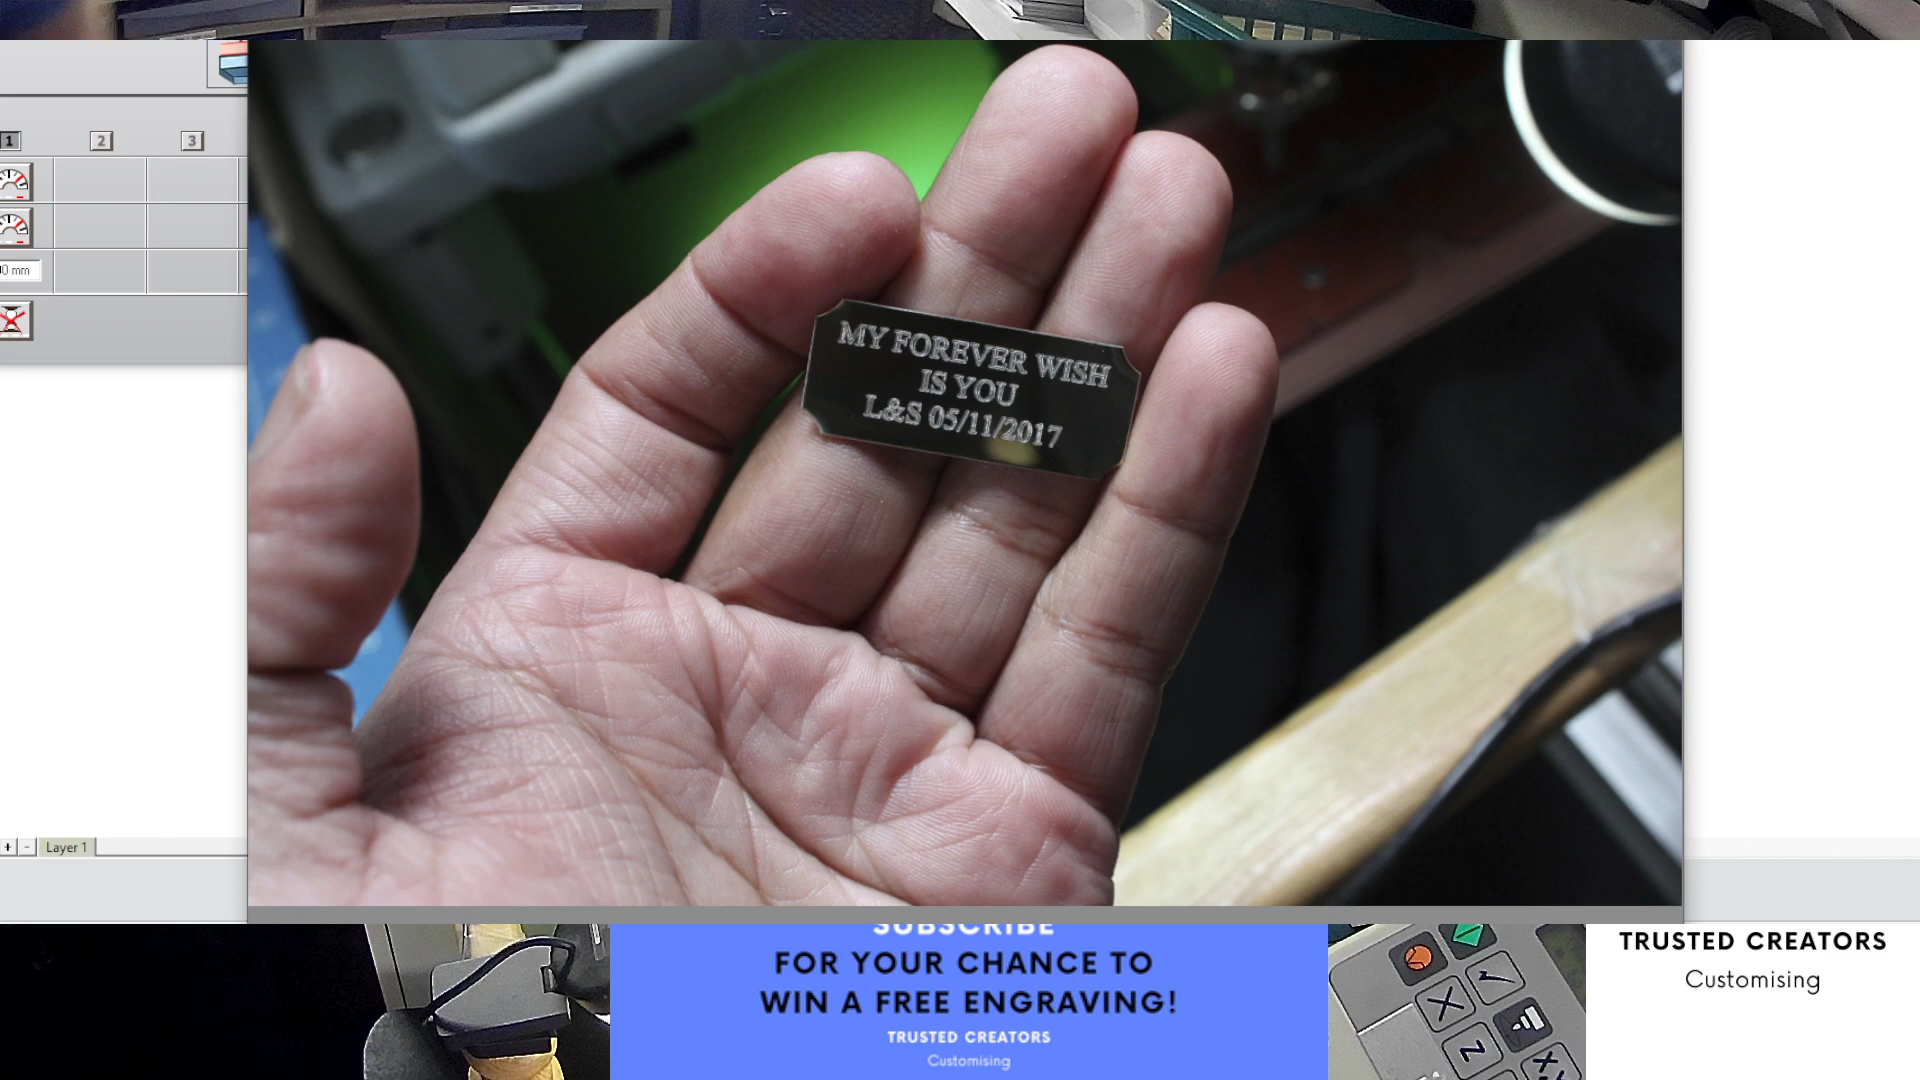 1
2
3
0 mm
MY FOREVER WISH
IS YOU
L&S 05/11/2017
+ - Layer 1
SUBSCRIBE
FOR YOUR CHANCE TO
WIN A FREE ENGRAVING!
TRUSTED CREATORS
Customising
X
Z
TRUSTED CREATORS
Customising